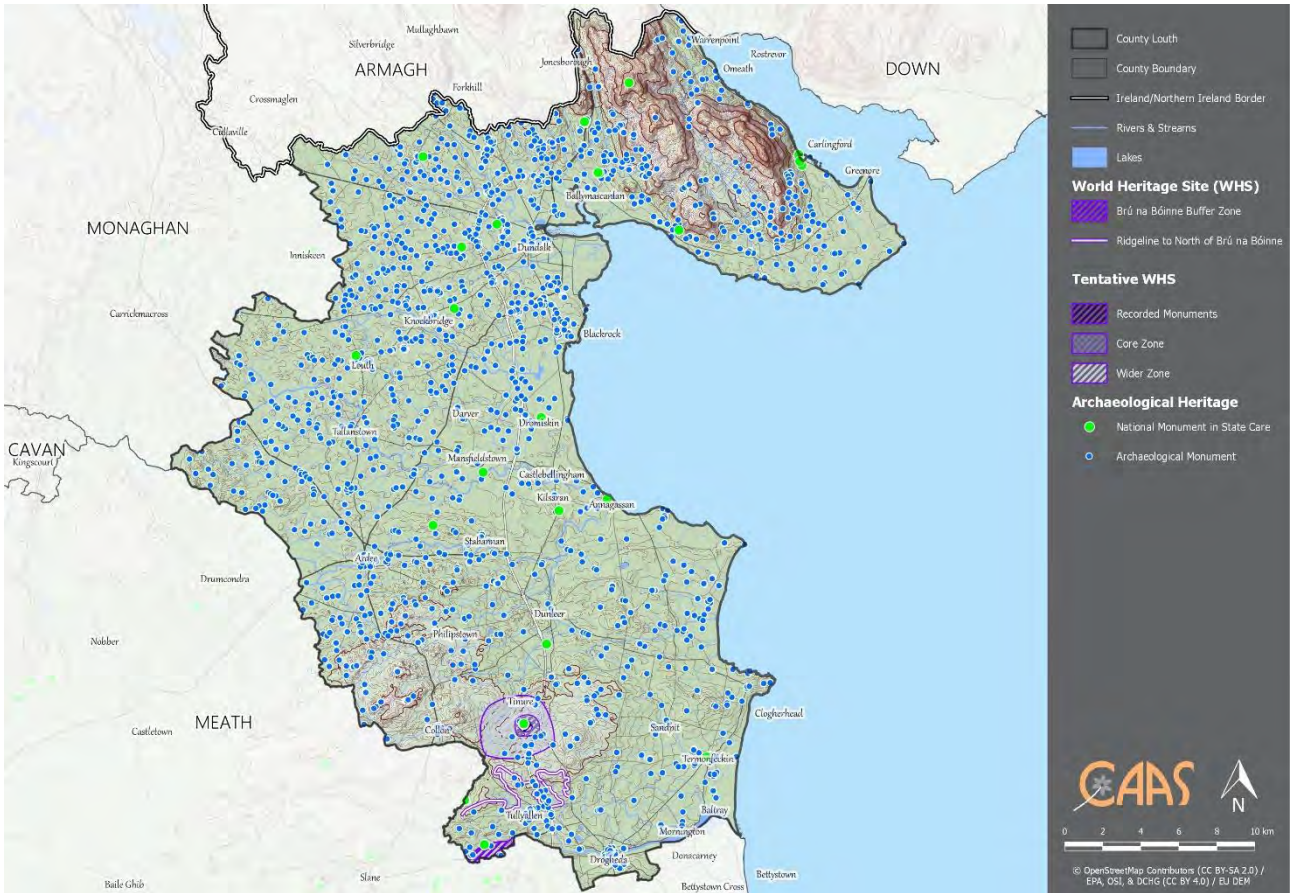 Mullaghbawn
Warrenpoint
Silverbridge
Rostrevor
Jonesborough
ARMAGH
Omeath
DOWN
Forkhill
Crossmaglen
Cullaville
Carlingford
Greenore
Ballymascanlan
MONAGHAN
Dundalk
Inniskeen
Carrickmacross
Knockbridge
Blackrock
Louth
Darver
Dromiskin
Tallanstown
CAVAN
Kingscourt
Mansfieldstown
Castlebellingham
Kilsaran
Annagassan
Stabannan
Ardee
Drumcondra
Dunleer
Nobber
Philipstown
Tinure
Clogherhead
MEATH
Castletown
Collon
Sandpit
Termonfeckin
Tullyallen
Baltray
Mornington
Drogheda
Donacarney
Slane
Bettystown
Baile Ghib
Bettystown Cross
County Louth
County Boundary
Ireland/Northern Ireland Border
Rivers & Streams
Lakes
World Heritage Site (WHS)
Brú na Bóinne Buffer Zone
Ridgeline to North of Brú na Bóinne
Tentative WHS
Recorded Monuments
Core Zone
Wider Zone
Archaeological Heritage
National Monument in State Care
Archaeological Monument
CAAS
N
0 2 4 6 8 10 km
© OpenStreetMap Contributors (CC BY-SA 2.0) /
EPA, OSI, & DCHG (CC BY 4.0) / EU DEM